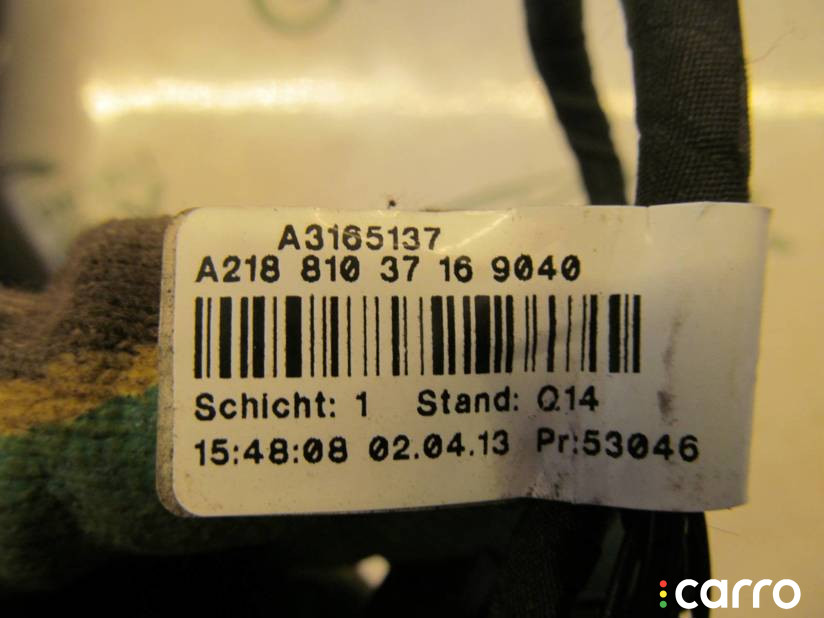 A3165137
A218 810 37 16 9040
Schicht: 1 Stand: Q14
15:48:08 02.04.13 Pr:53046
carro